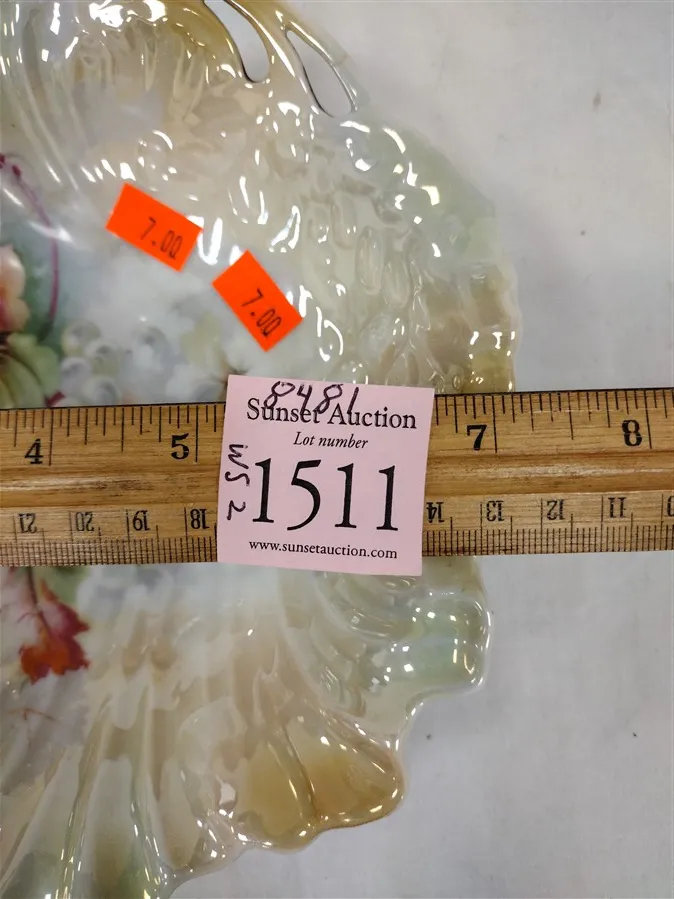 7.00
7.00
8481
Sunset Auction
Lot number
WS 2
1511
www.sunsetauction.com
4 5 7 8
21 20 19 18 14 13 12 11